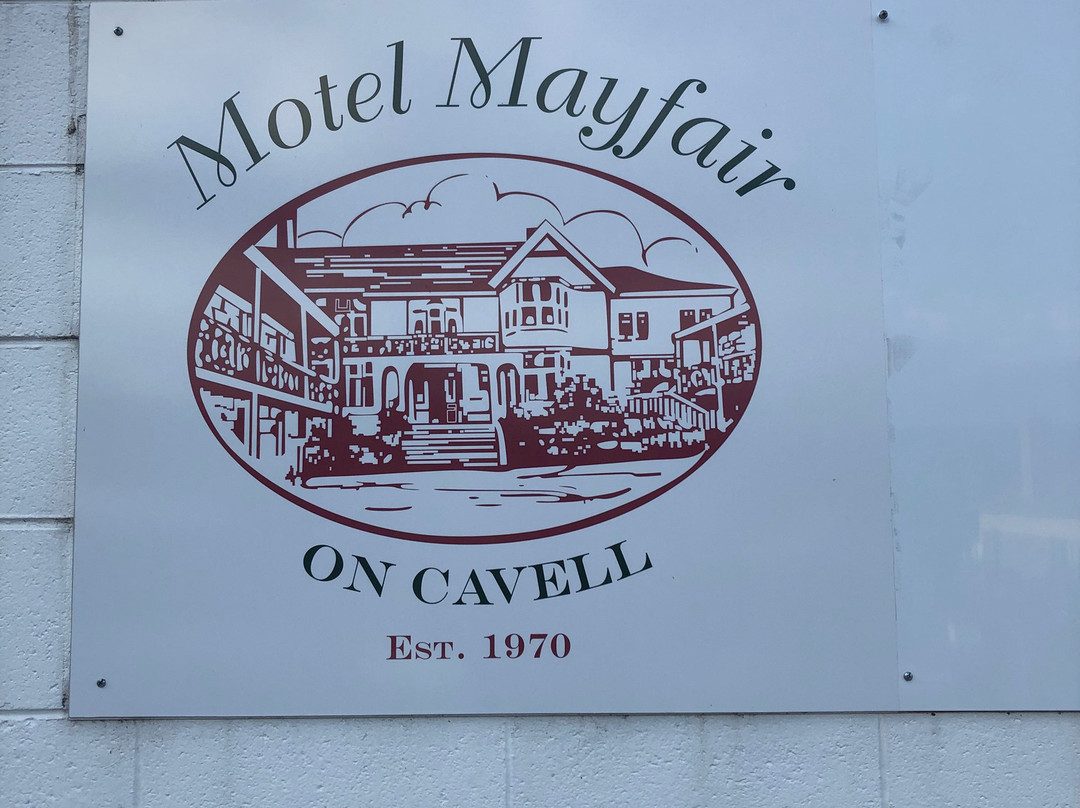 Motel Mayfair
ON CAVELL
EST. 1970